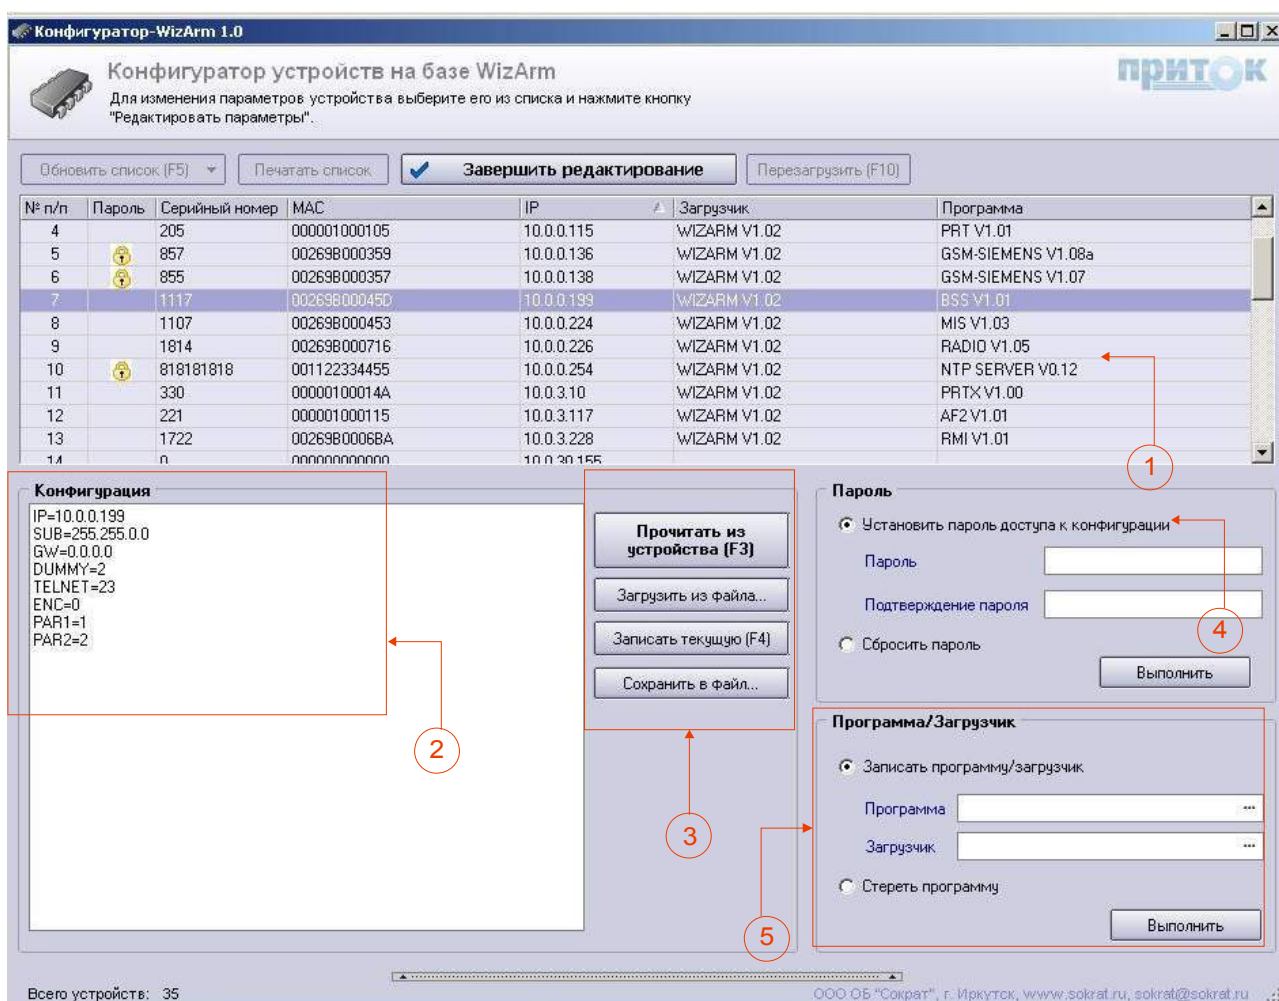 Конфигуратор-WizArm 1.0
Конфигуратор устройств на базе WizArm
приток
Для изменения параметров устройства выберите его из списка и нажмите кнопку
"Редактировать параметры".
Обновить список (F5) Печатать список Завершить редактирование Перезагрузить (F10)
№ п/п Пароль Серийный номер MAC IP Загрузчик Программа
4 205 000001000105 10.0.0.115 WIZARM V1.02 PRT V1.01
5 857 00269B000359 10.0.0.136 WIZARM V1.02 GSM-SIEMENS V1.08a
6 855 00269B000357 10.0.0.138 WIZARM V1.02 GSM-SIEMENS V1.07
7 1117 00269B00045D 10.0.0.199 WIZARM V1.02 BSS V1.01
8 1107 00269B000453 10.0.0.224 WIZARM V1.02 MIS V1.03
9 1814 00269B000716 10.0.0.226 WIZARM V1.02 RADIO V1.05
10 818181818 001122334455 10.0.0.254 WIZARM V1.02 NTP SERVER V0.12
11 330 00000100014A 10.0.3.10 WIZARM V1.02 PRTX V1.00
12 221 000001000115 10.0.3.117 WIZARM V1.02 AF2 V1.01
13 1722 00269B0006BA 10.0.3.228 WIZARM V1.02 RMI V1.01
14 0 000000000000 10.0.30.155
1
Конфигурация
IP=10.0.0.199
SUB=255.255.0.0
GW=0.0.0.0
DUMMY=2
TELNET=23
ENC=0
PAR1=1
PAR2=2
2
Прочитать из
устройства (F3)
Загрузить из файла...
Записать текущую (F4)
Сохранить в файл...
3
Пароль
Установить пароль доступа к конфигурации
Пароль
Подтверждение пароля
4
Сбросить пароль
Выполнить
Программа/Загрузчик
Записать программу/загрузчик
Программа ...
Загрузчик ...
Стереть программу
5
Выполнить
Всего устройств: 35
ООО ОБ "Сократ", г. Иркутск, wwww.sokrat.ru, sokrat@sokrat.ru